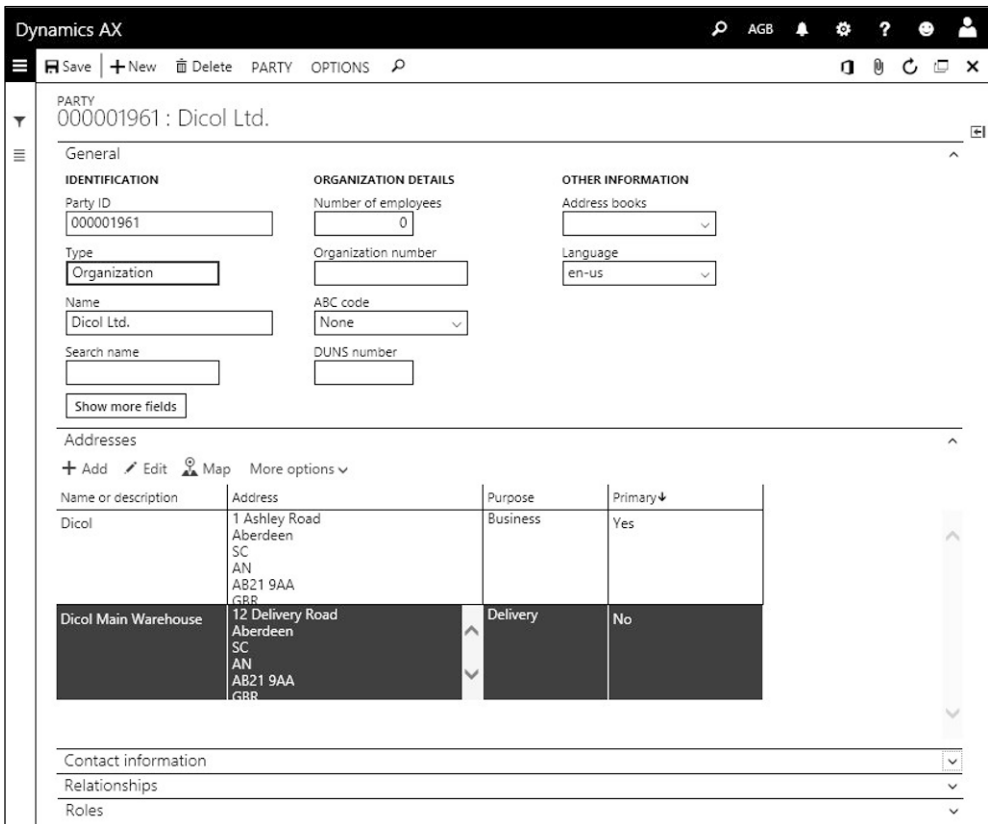 Dynamics AX
AGB
?
Save
New
Delete
PARTY
OPTIONS
PARTY
000001961 : Dicol Ltd.
General
IDENTIFICATION
Party ID
000001961
Type
Organization
Name
Dicol Ltd.
Search name
Show more fields
ORGANIZATION DETAILS
Number of employees
0
Organization number
ABC code
None
DUNS number
OTHER INFORMATION
Address books
Language
en-us
Addresses
Add
Edit
Map
More options
Name or description
Address
Purpose
Primary
Dicol
1 Ashley Road
Aberdeen
SC
AN
AB21 9AA
GBR
Business
Yes
Dicol Main Warehouse
12 Delivery Road
Aberdeen
SC
AN
AB21 9AA
GBR
Delivery
No
Contact information
Relationships
Roles